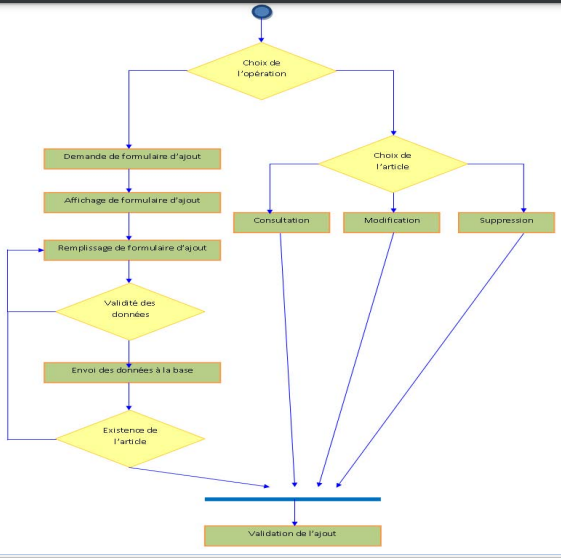 Choix de
l'opération
Demande de formulaire d'ajout
Affichage de formulaire d'ajout
Remplissage de formulaire d'ajout
Validité des
données
Envoi des données à la base
Existence de
l'article
Choix de
l'article
Consultation
Modification
Suppression
Validation de l'ajout